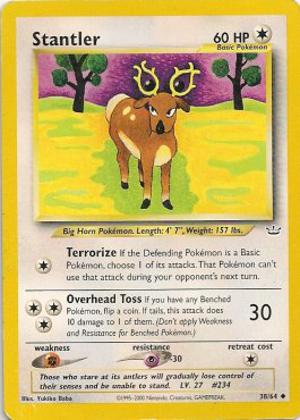 Stantler 60 HP
Basic Pokémon
Big Horn Pokémon. Length: 4' 7", Weight: 157 lbs.
Terrorize If the Defending Pokémon is a Basic
Pokémon, choose 1 of its attacks. That Pokémon can't
use that attack during your opponent's next turn.
Overhead Toss If you have any Benched
Pokémon, flip a coin. If tails, this attack does
10 damage to 1 of them. (Don't apply Weakness
and Resistance for Benched Pokémon.)
30
weakness resistance retreat cost
-30
Those who stare at its antlers will gradually lose control of
their senses and be unable to stand. LV. 27 #234
Illus. Yukiko Baba ©1995-2000 Nintendo, Creatures, GAMEFREAK. 38/64